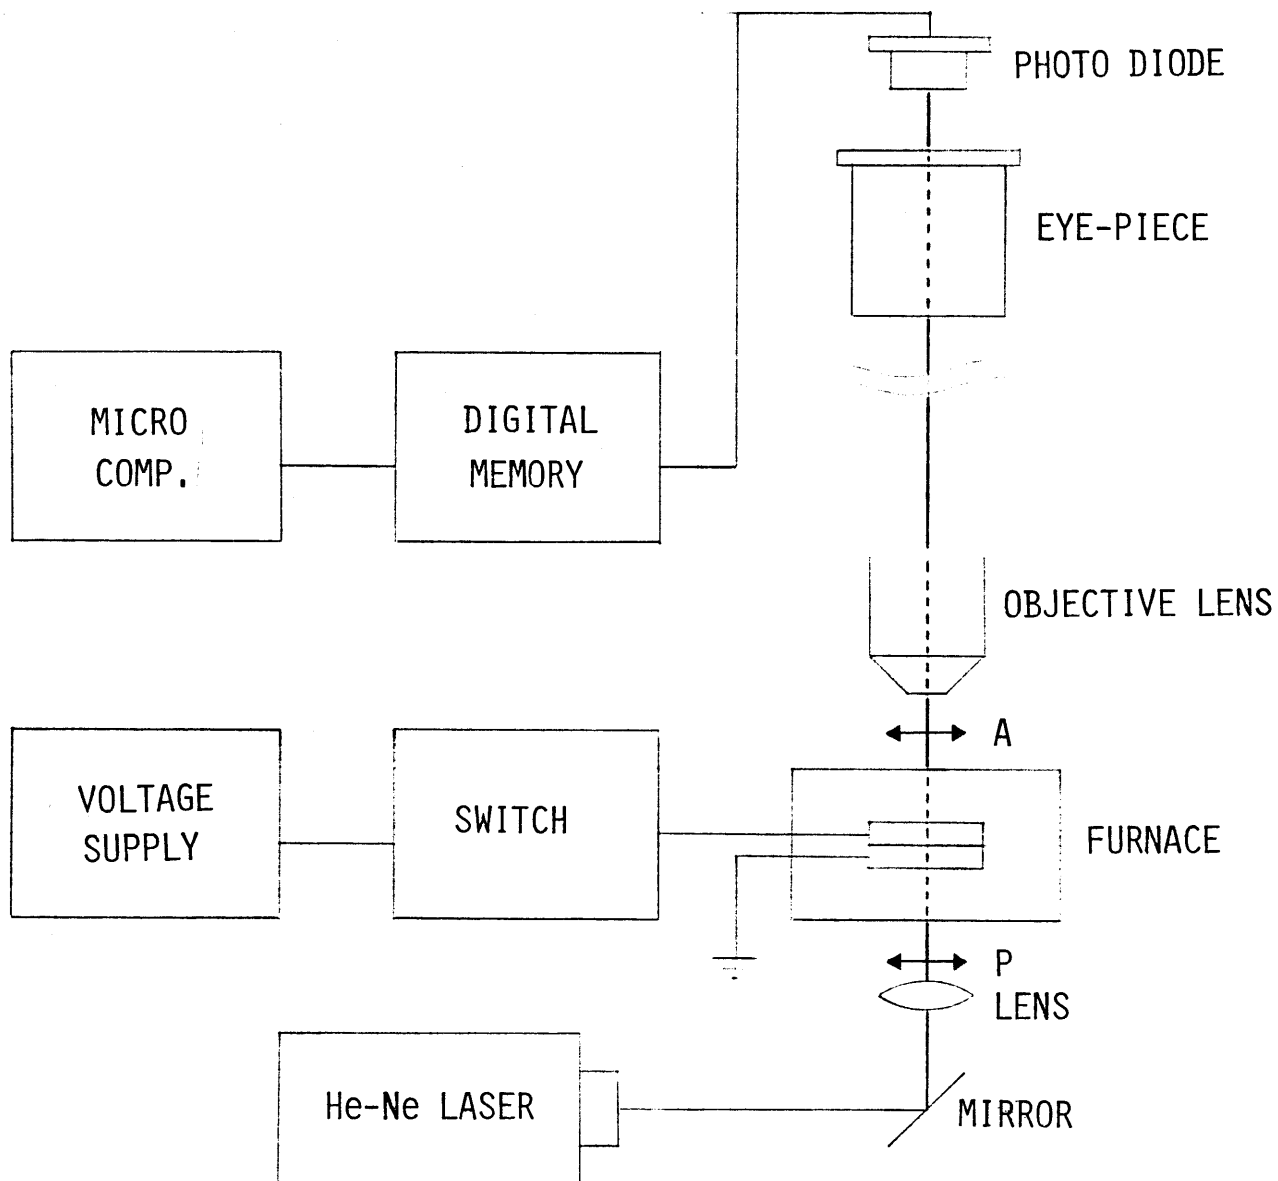 PHOTO DIODE
EYE-PIECE
MICRO
COMP.
DIGITAL
MEMORY
OBJECTIVE LENS
A
VOLTAGE
SUPPLY
SWITCH
FURNACE
P
LENS
He-Ne LASER
MIRROR